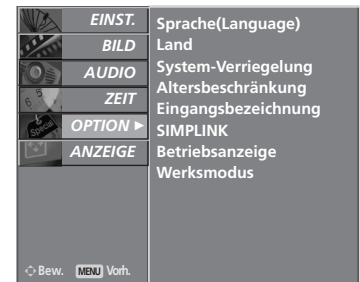 EINST.
BILD
AUDIO
ZEIT
Special
OPTION ►
ANZEIGE
Sprache(Language)
Land
System-Verriegelung
Altersbeschränkung
Eingangsbezeichnung
SIMPLINK
Betriebsanzeige
Werksmodus
Bew. MENU Vorh.